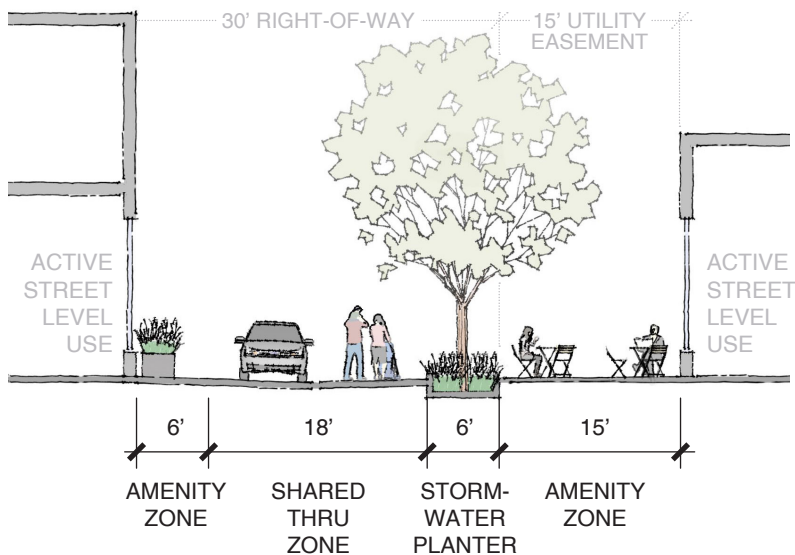 30' RIGHT-OF-WAY
15' UTILITY
EASEMENT
ACTIVE
STREET
LEVEL
USE
ACTIVE
STREET
LEVEL
USE
6'
18'
6'
15'
AMENITY
ZONE
SHARED
THRU
ZONE
STORM-
WATER
PLANTER
AMENITY
ZONE